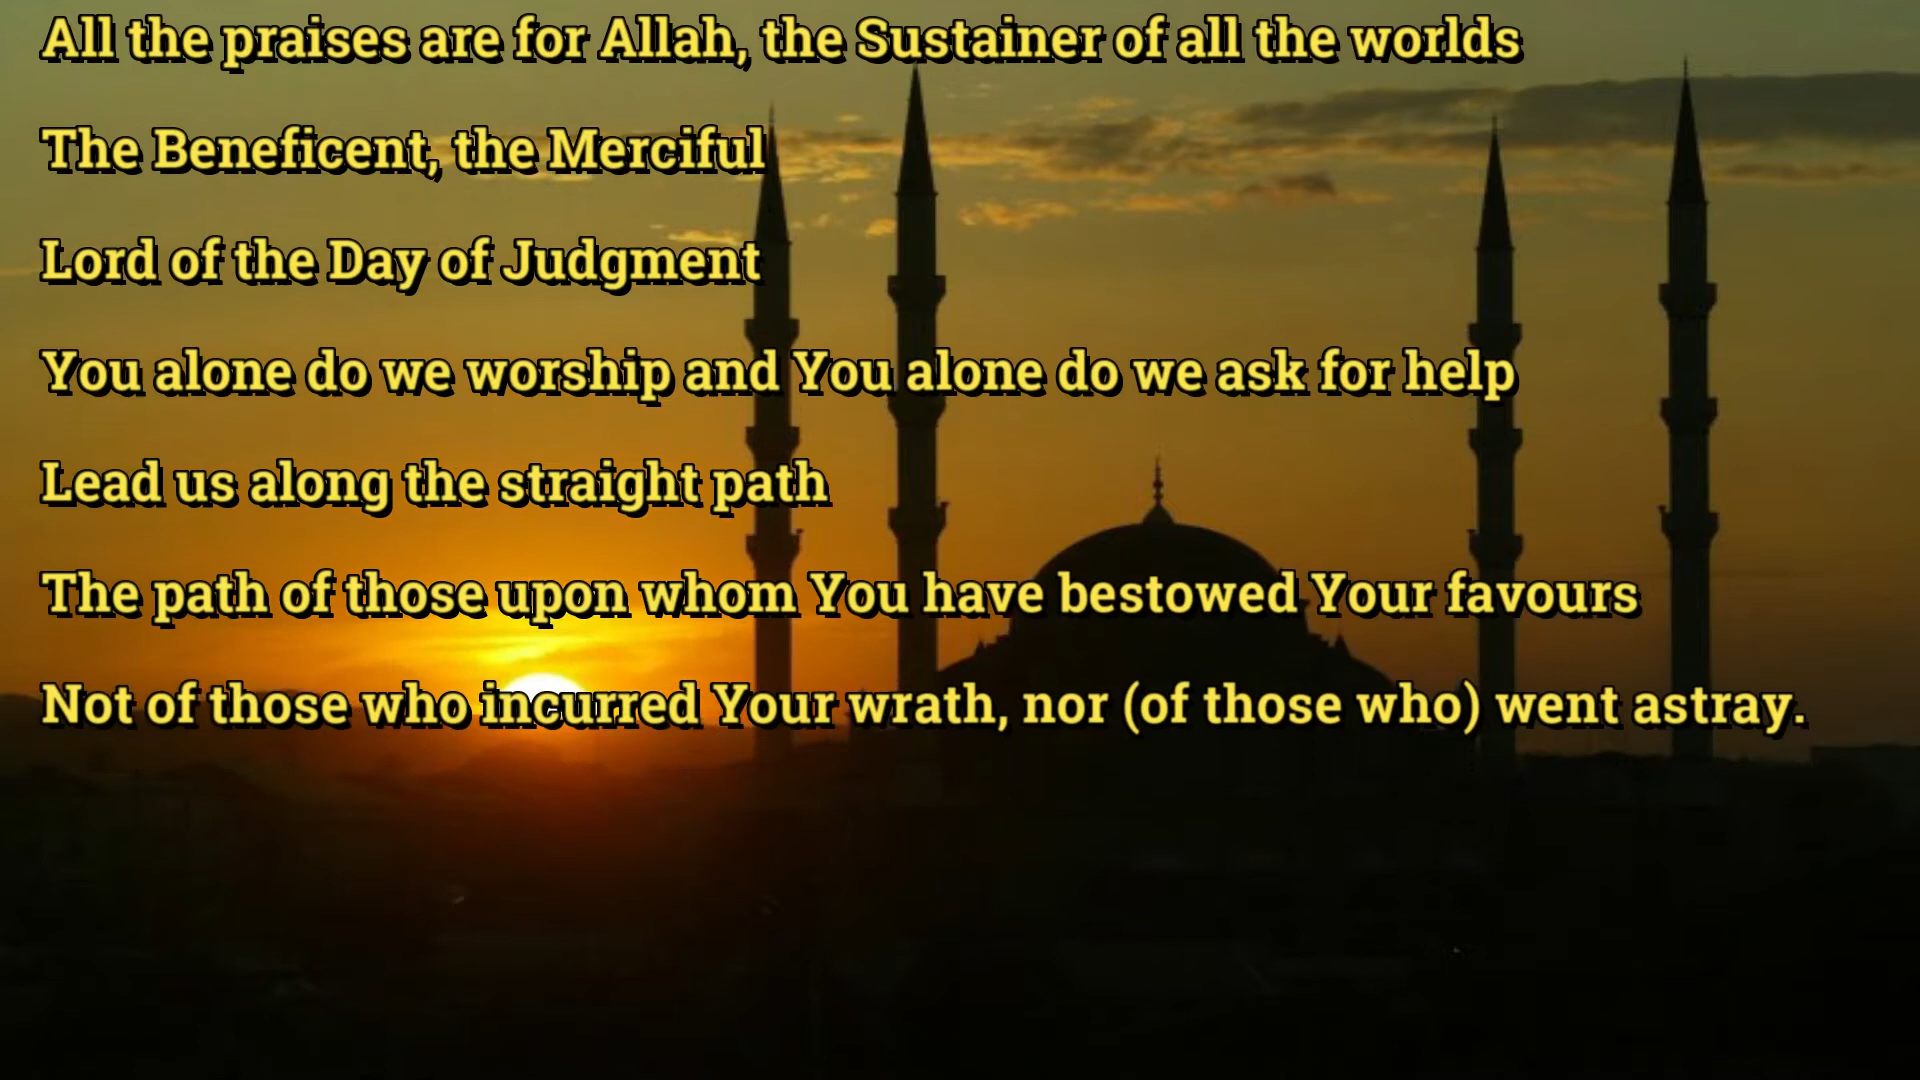 All the praises are for Allah, the Sustainer of all the worlds
The Beneficent, the Merciful
Lord of the Day of Judgment
You alone do we worship and You alone do we ask for help
Lead us along the straight path
The path of those upon whom You have bestowed Your favours
Not of those who incurred Your wrath, nor (of those who) went astray.